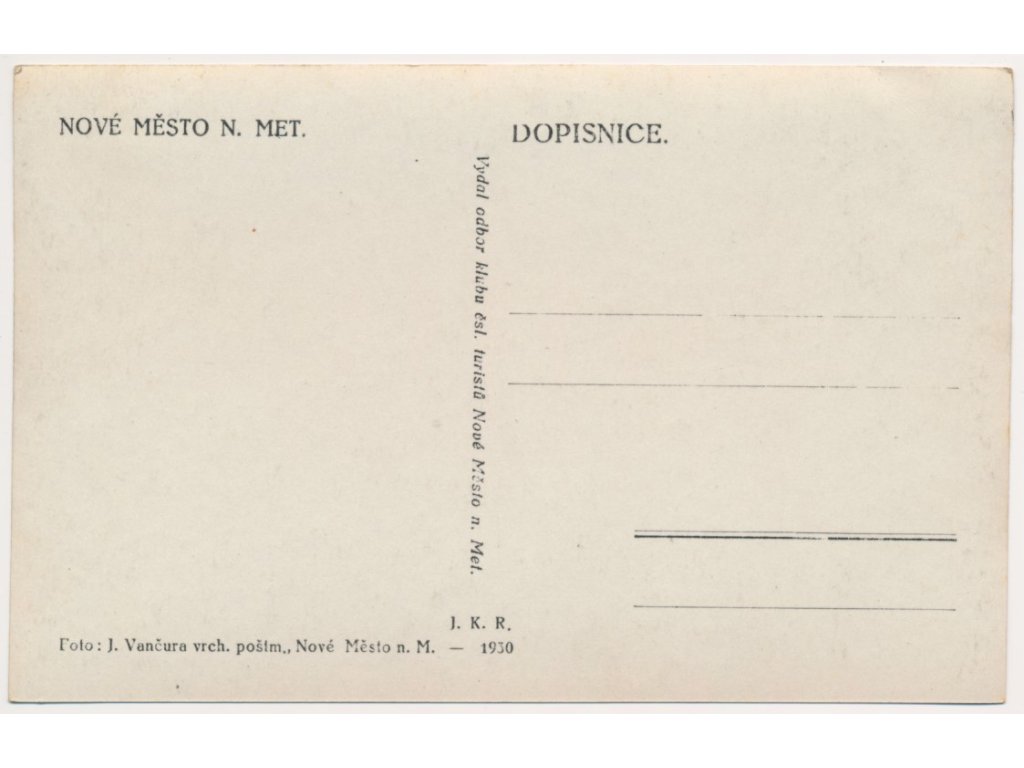 NOVÉ MĚSTO N. MET.
DOPISNICE.
Vydal odbor klubu čsl. turistů Nové Město n. Met.
J. K. R.
Foto: J. Vančura vrch. poštm., Nové Město n. M. — 1930